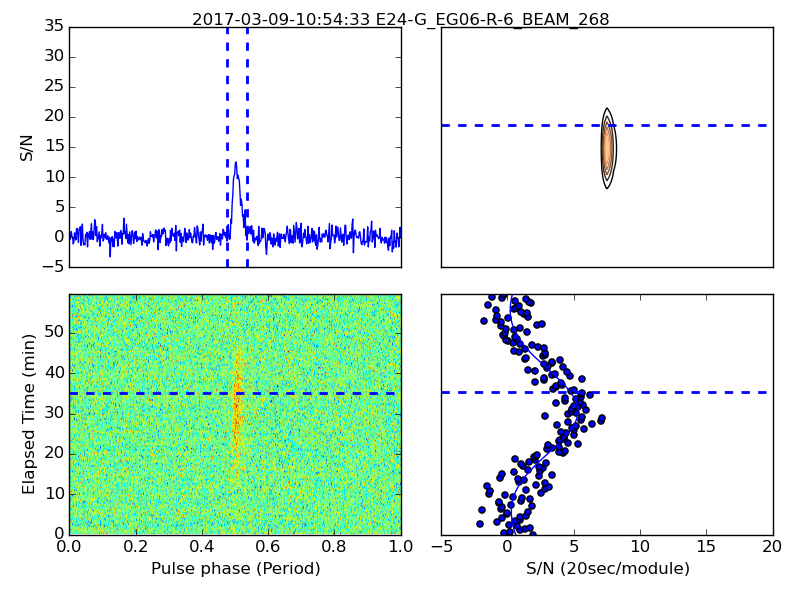 2017-03-09-10:54:33 E24-G_EG06-R-6_BEAM_268
35
30
25
20
15
10
5
0
−5
S/N
50
40
30
20
10
0
Elapsed Time (min)
0.0 0.2 0.4 0.6 0.8 1.0
Pulse phase (Period)
−5 0 5 10 15 20
S/N (20sec/module)